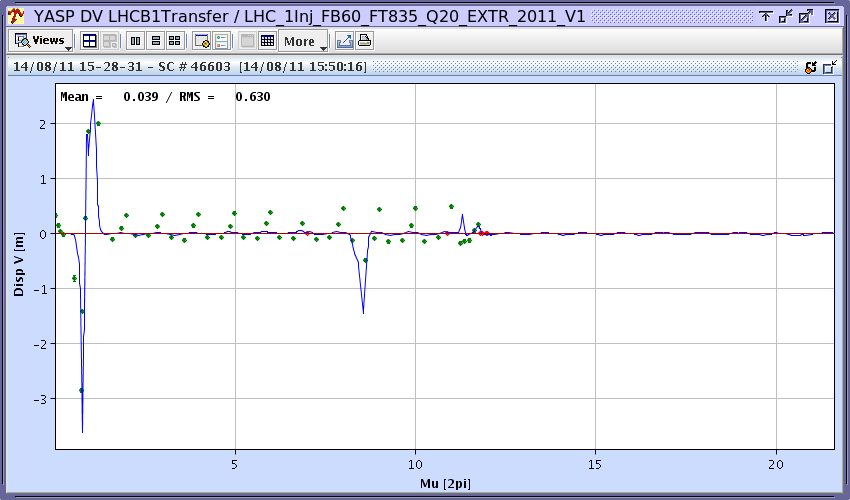 YASP DV LHCB1Transfer / LHC_1Inj_FB60_FT835_Q20_EXTR_2011_V1
Views More
14/08/11 15-28-31 - SC # 46603 [14/08/11 15:50:16]
Mean = 0.039 / RMS = 0.630
2
1
0
-1
-2
-3
Disp V [m]
5 10 15 20
Mu [2pi]